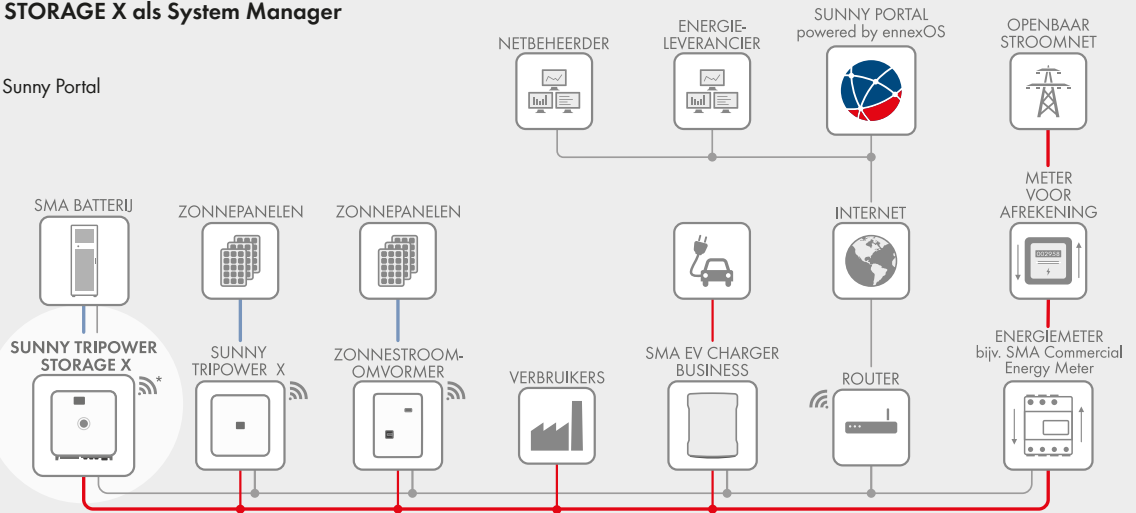 STORAGE X als System Manager
Sunny Portal
NETBEHEERDER
ENERGIE-
LEVERANCIER
SUNNY PORTAL
powered by ennexOS
OPENBAAR
STROOMNET
SMA BATTERIJ
ZONNEPANELEN
ZONNEPANELEN
INTERNET
METER
VOOR
AFREKENING
002958
SUNNY TRIPOWER
STORAGE X
*
SUNNY
TRIPOWER X
ZONNESTROOM-
OMVORMER
VERBRUIKERS
SMA EV CHARGER
BUSINESS
ROUTER
ENERGIEMETER
bijv. SMA Commercial
Energy Meter